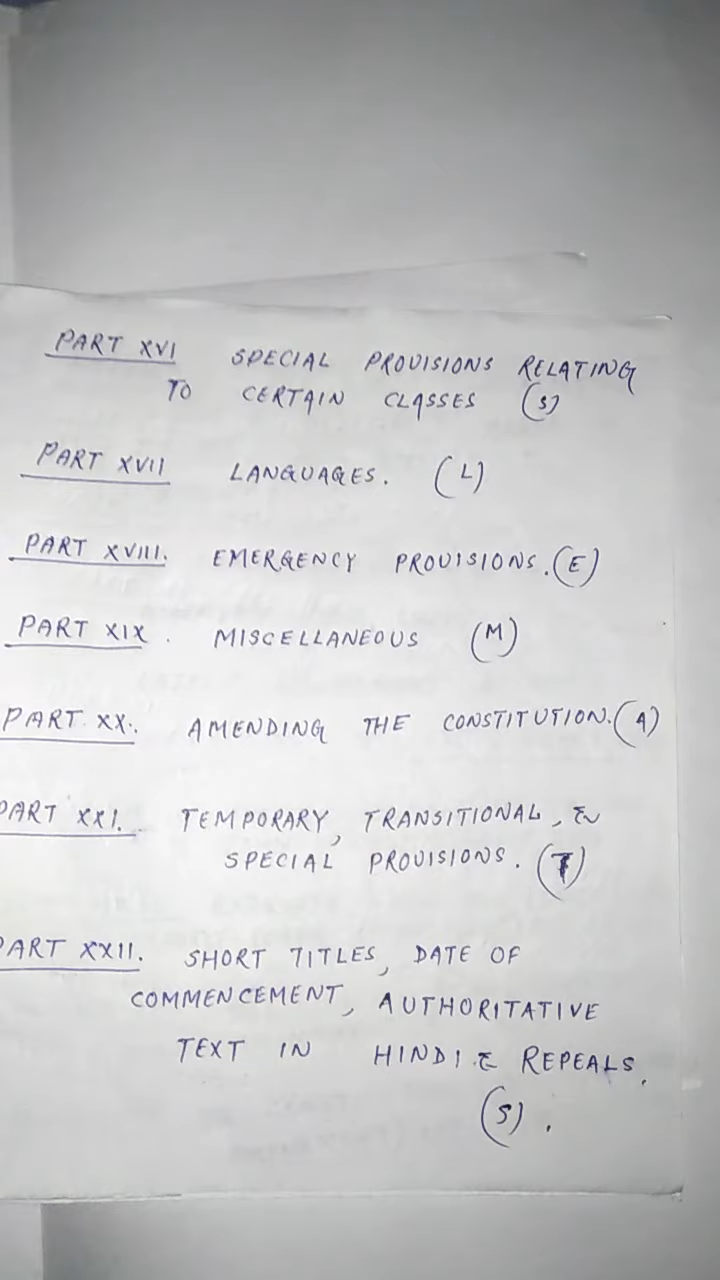 PART XVI SPECIAL PROVISIONS RELATING
TO CERTAIN CLASSES (S)
PART XVII LANGUAGES. (L)
PART XVIII. EMERGENCY PROVISIONS. (E)
PART XIX. MISCELLANEOUS (M)
PART XX. AMENDING THE CONSTITUTION. (A)
PART XXI. TEMPORARY, TRANSITIONAL, &
SPECIAL PROVISIONS. (T)
PART XXII. SHORT TITLES, DATE OF
COMMENCEMENT, AUTHORITATIVE
TEXT IN HINDI & REPEALS.
(S).